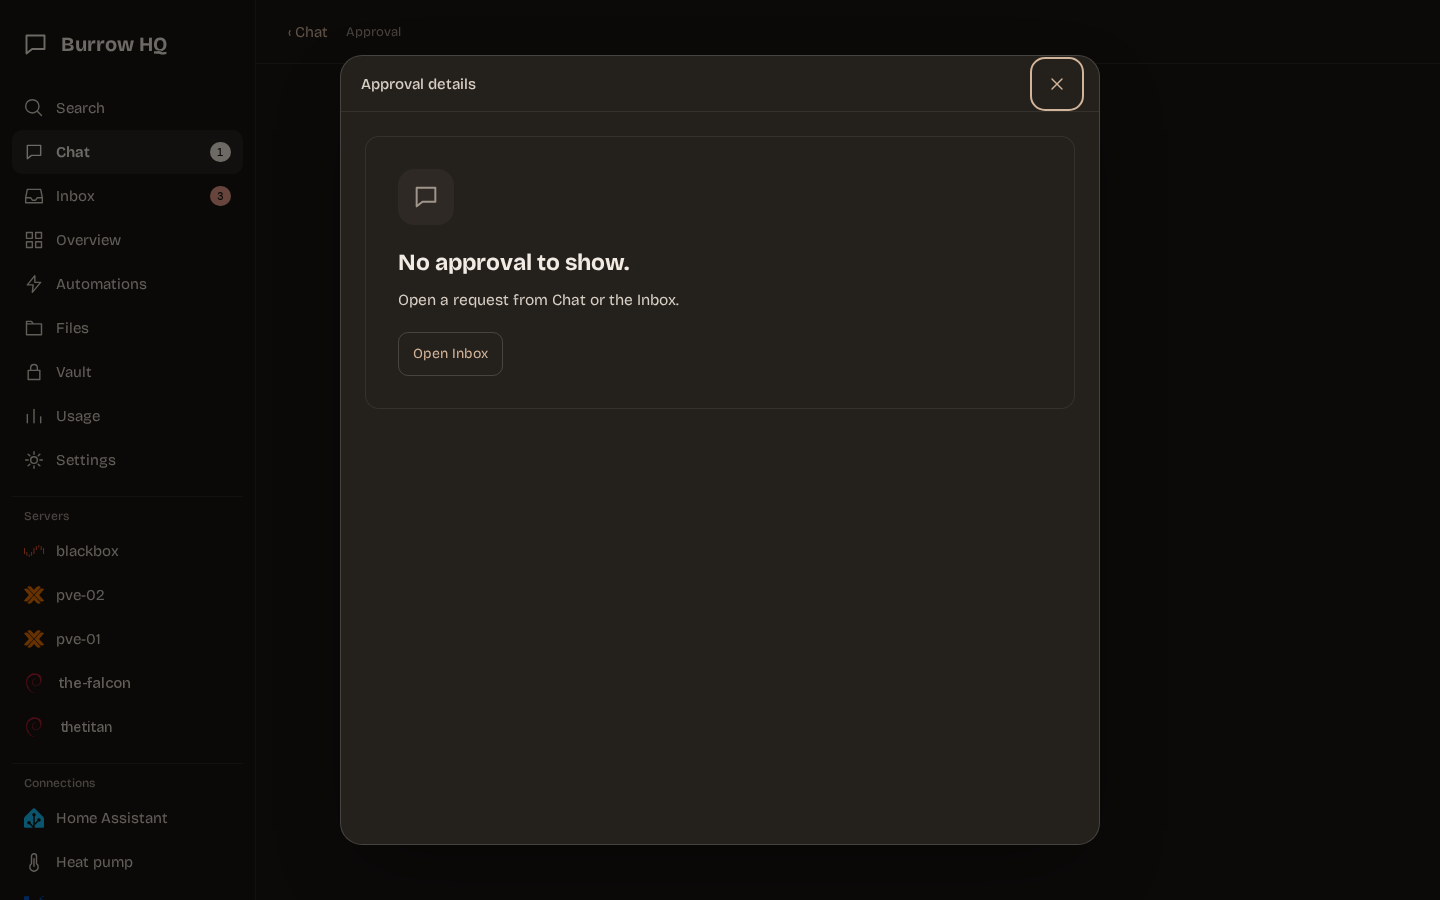 Burrow HQ
Search
Chat 1
Inbox 3
Overview
Automations
Files
Vault
Usage
Settings
Servers
blackbox
pve-02
pve-01
the-falcon
thetitan
Connections
Home Assistant
Heat pump
‹ Chat Approval
Approval details
No approval to show.
Open a request from Chat or the Inbox.
Open Inbox